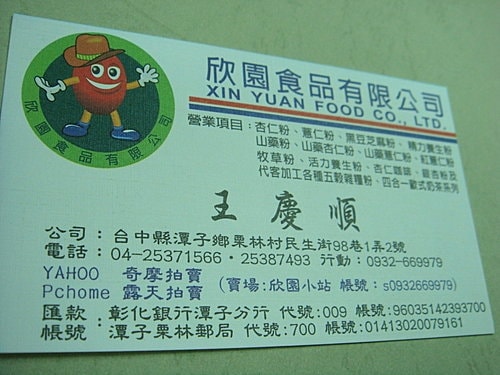 欣園食品有限公司
欣園食品有限公司
XIN YUAN FOOD CO., LTD.
營業項目：杏仁粉、薏仁粉、黑豆芝麻粉、精力養生粉
山藥粉、山藥杏仁粉、山藥薏仁粉、紅薏仁粉
牧草粉、活力養生粉、杏仁咖啡、銀杏粉及
代客加工各種五穀雜糧粉、四合一歐式奶茶系列
王慶順
公司：台中縣潭子鄉栗林村民生街98巷1弄2號
電話：04-25371566・25387493 行動：0932-669979
YAHOO 奇摩拍賣
Pchome 露天拍賣 (賣場:欣園小站 帳號：s0932669979)
匯款：彰化銀行潭子分行 代號:009 帳號:96035142393700
帳號：潭子栗林郵局 代號:700 帳號:01413020079161